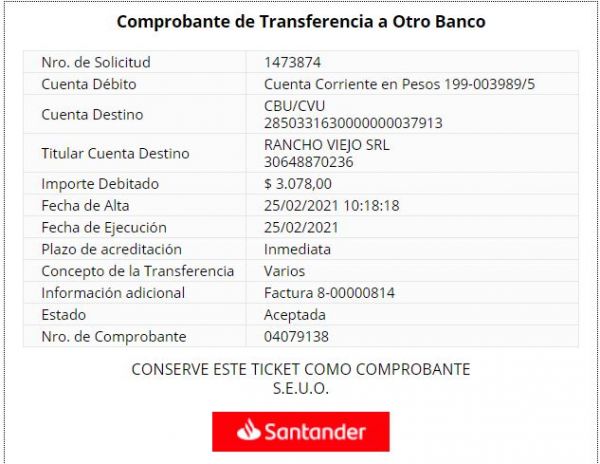 Comprobante de Transferencia a Otro Banco
Nro. de Solicitud 1473874
Cuenta Débito Cuenta Corriente en Pesos 199-003989/5
Cuenta Destino CBU/CVU
2850331630000000037913
Titular Cuenta Destino RANCHO VIEJO SRL
30648870236
Importe Debitado $ 3.078,00
Fecha de Alta 25/02/2021 10:18:18
Fecha de Ejecución 25/02/2021
Plazo de acreditación Inmediata
Concepto de la Transferencia Varios
Información adicional Factura 8-00000814
Estado Aceptada
Nro. de Comprobante 04079138
CONSERVE ESTE TICKET COMO COMPROBANTE
S.E.U.O.
Santander